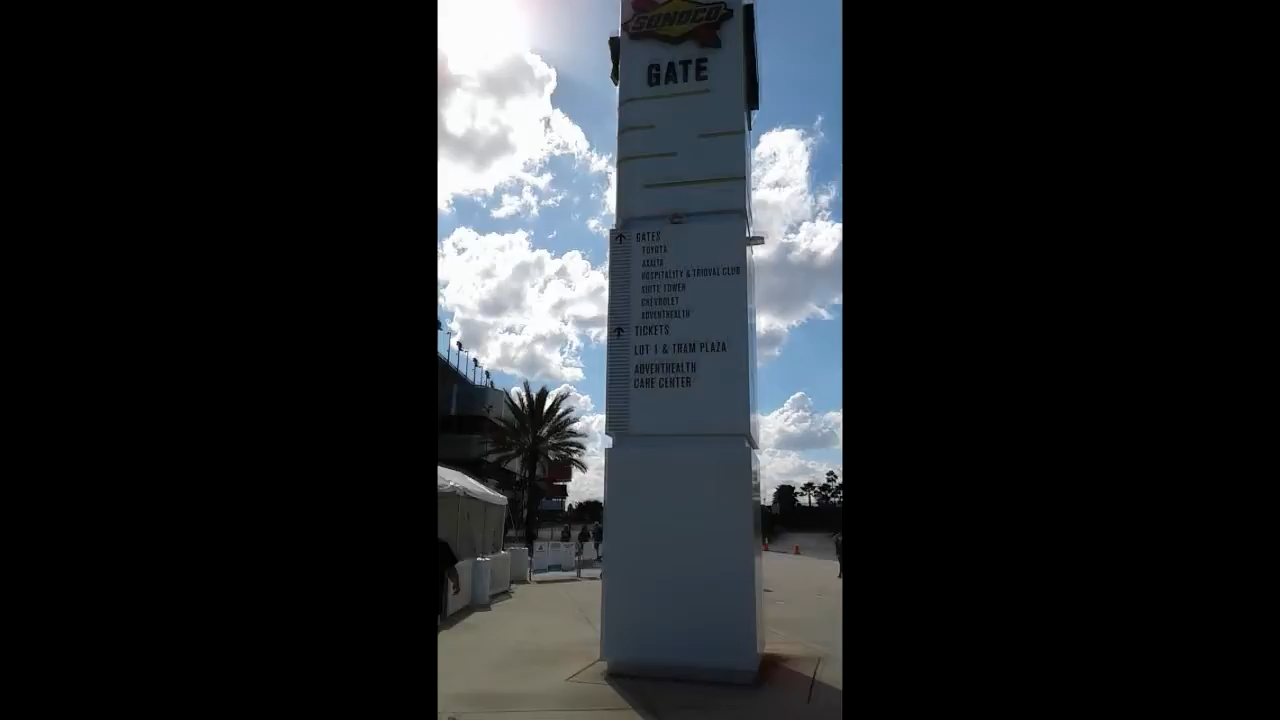 SUNOCO
GATE
GATES
TOYOTA
AXALTA
HOSPITALITY & TRIOVAL CLUB
SUITE TOWER
CHEVROLET
ADVENTHEALTH
TICKETS
LOT 1 & TRAM PLAZA
ADVENTHEALTH
CARE CENTER